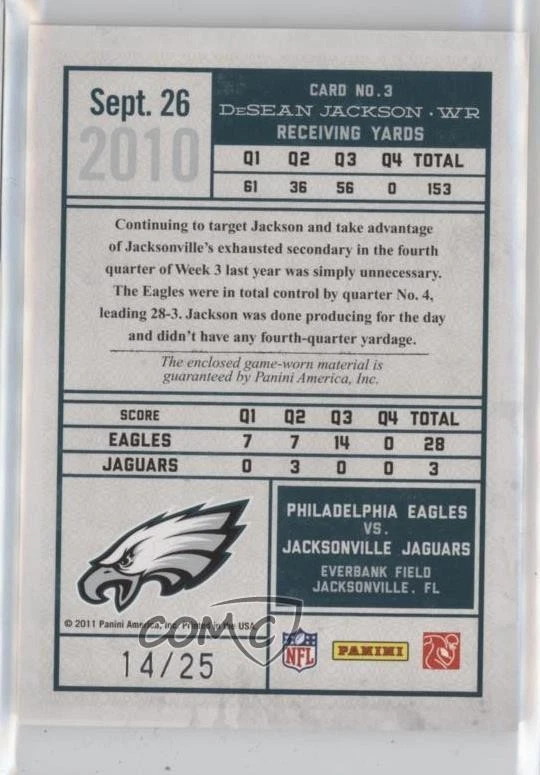 Sept. 26
2010
CARD NO.3
DeSEAN JACKSON · WR
RECEIVING YARDS
Q1 Q2 Q3 Q4 TOTAL
61 36 56 0 153
Continuing to target Jackson and take advantage
of Jacksonville's exhausted secondary in the fourth
quarter of Week 3 last year was simply unnecessary.
The Eagles were in total control by quarter No. 4,
leading 28-3. Jackson was done producing for the day
and didn't have any fourth-quarter yardage.
The enclosed game-worn material is
guaranteed by Panini America, Inc.
SCORE Q1 Q2 Q3 Q4 TOTAL
EAGLES 7 7 14 0 28
JAGUARS 0 3 0 0 3
PHILADELPHIA EAGLES
VS.
JACKSONVILLE JAGUARS
EVERBANK FIELD
JACKSONVILLE, FL
© 2011 Panini America, Inc. Printed in the USA.
COMC
14/25
NFL
PANINI